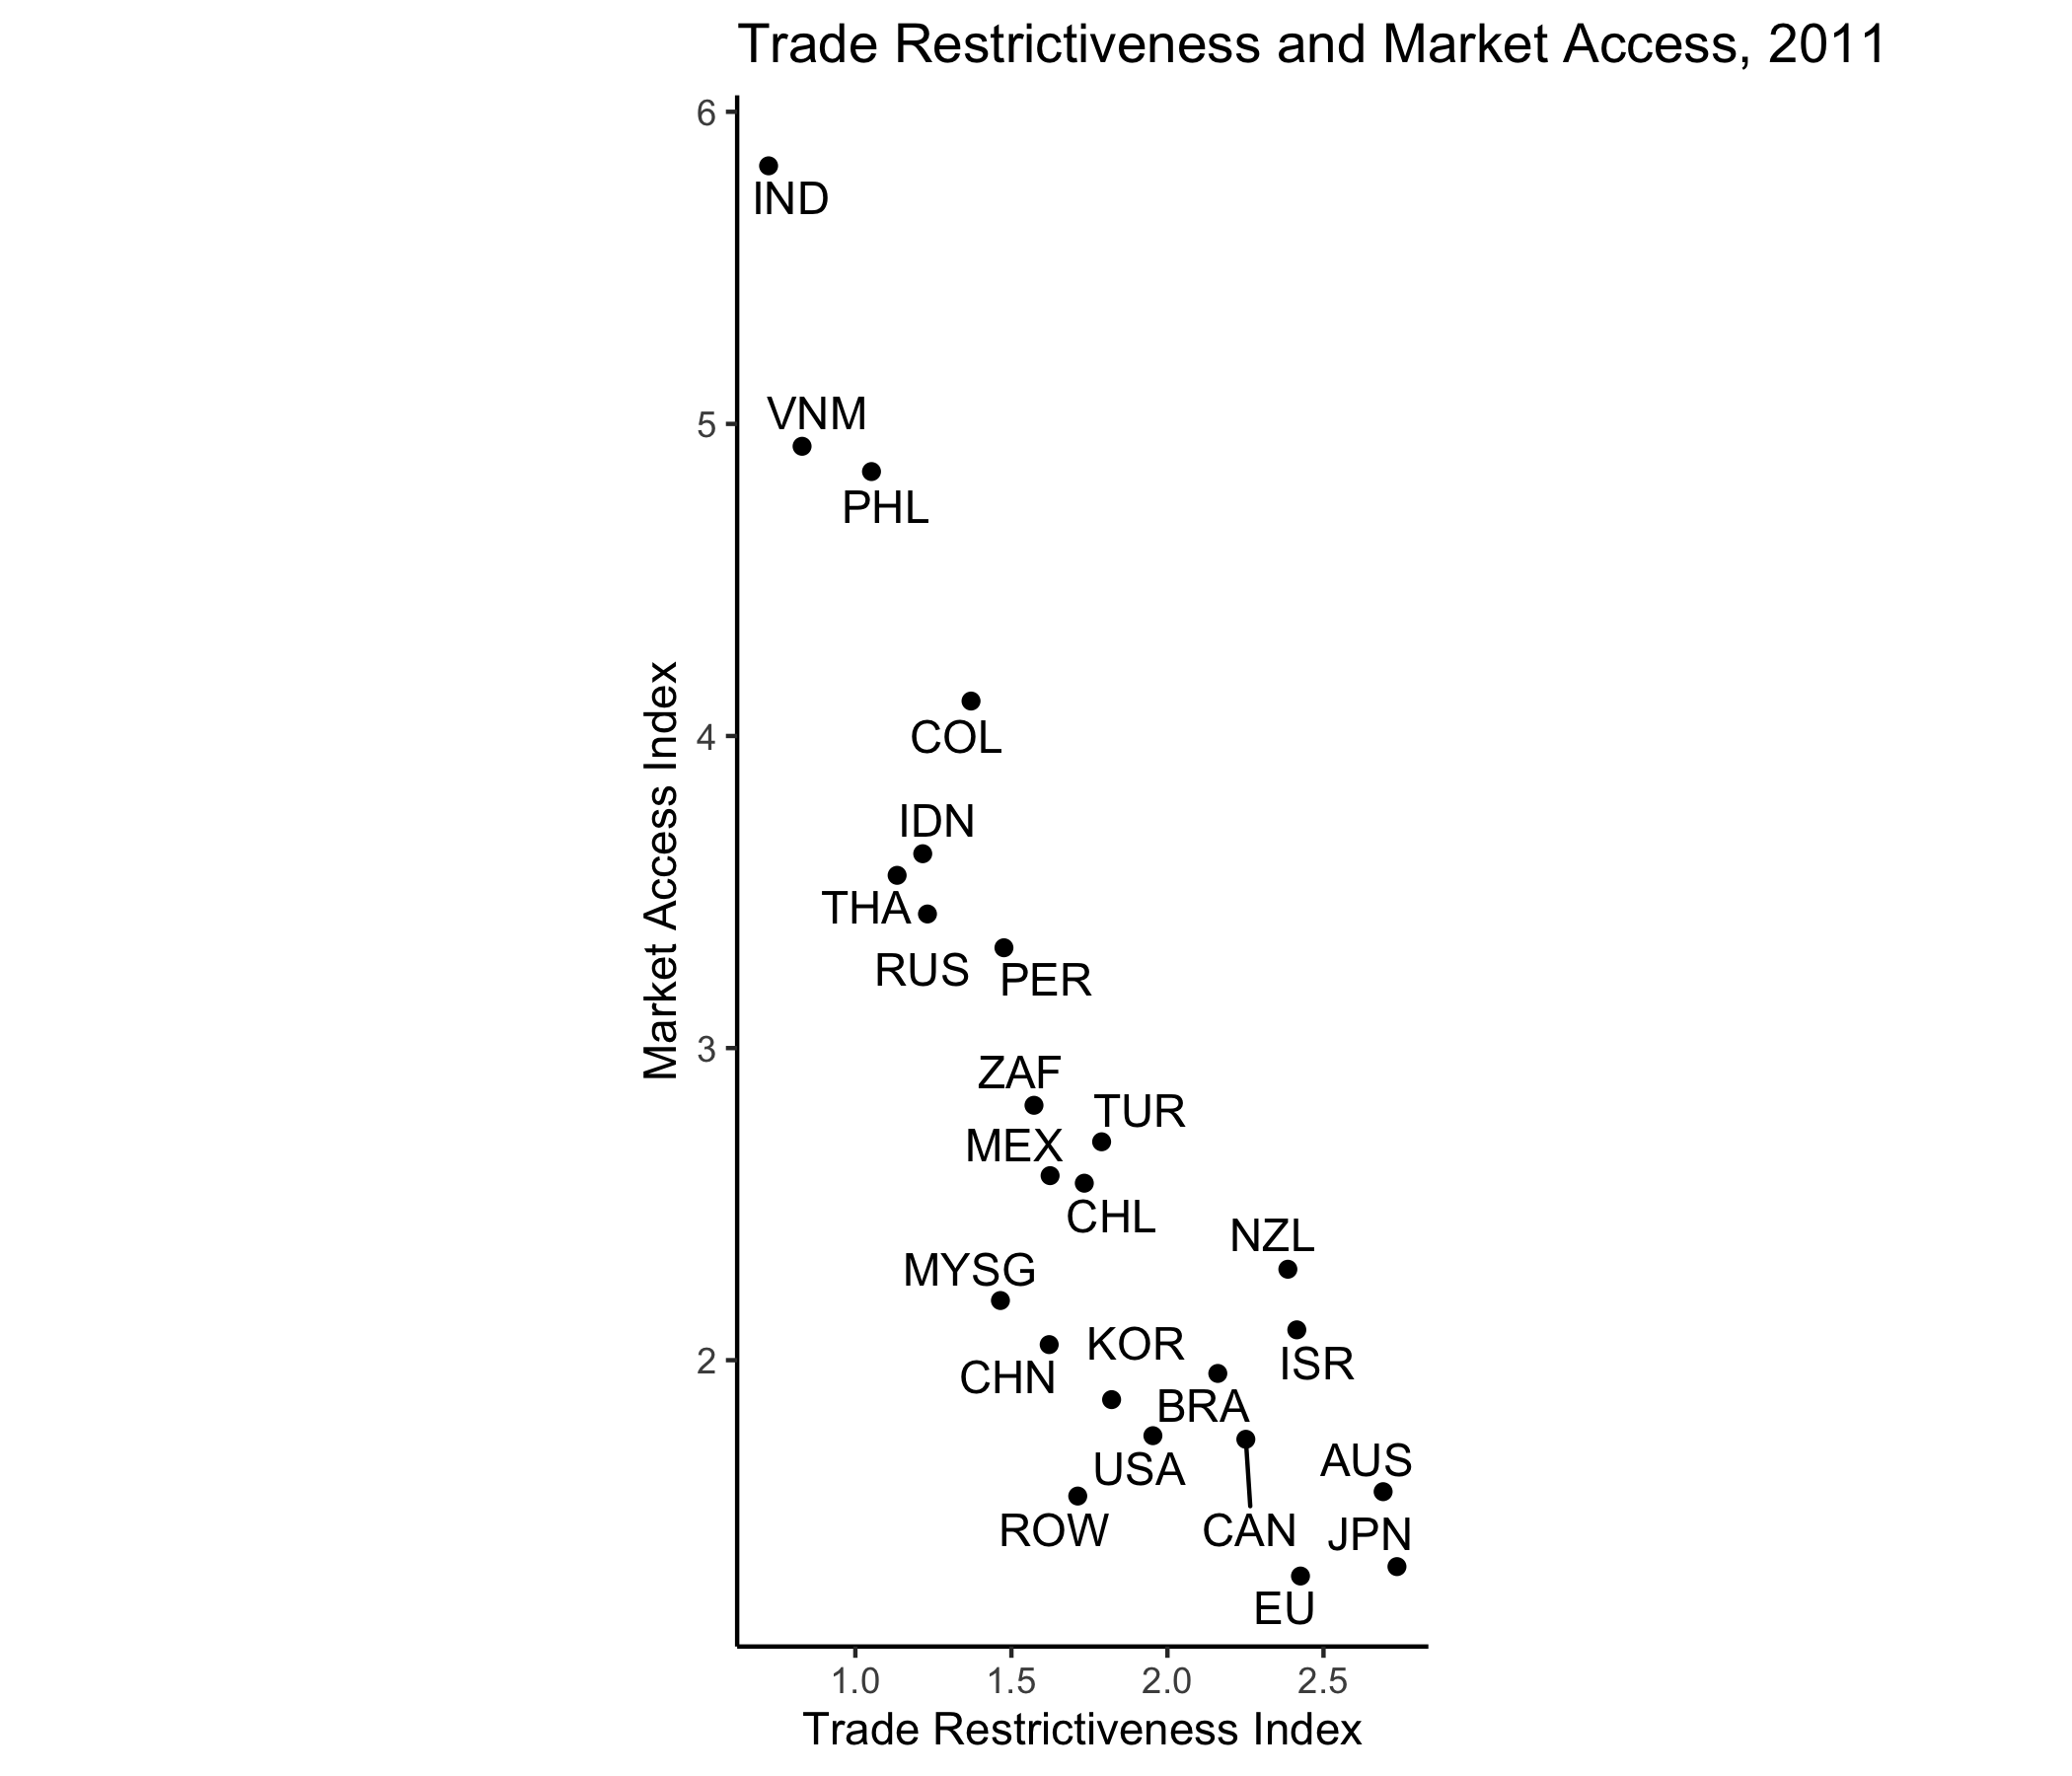 Trade Restrictiveness and Market Access, 2011
6
IND
VNM
5
PHL
COL
4
IDN
THA
RUS
PER
Market Access Index
3
ZAF
TUR
MEX
CHL
NZL
MYSG
KOR
ISR
2
CHN
BRA
USA
AUS
ROW
CAN
JPN
EU
1.0 1.5 2.0 2.5
Trade Restrictiveness Index